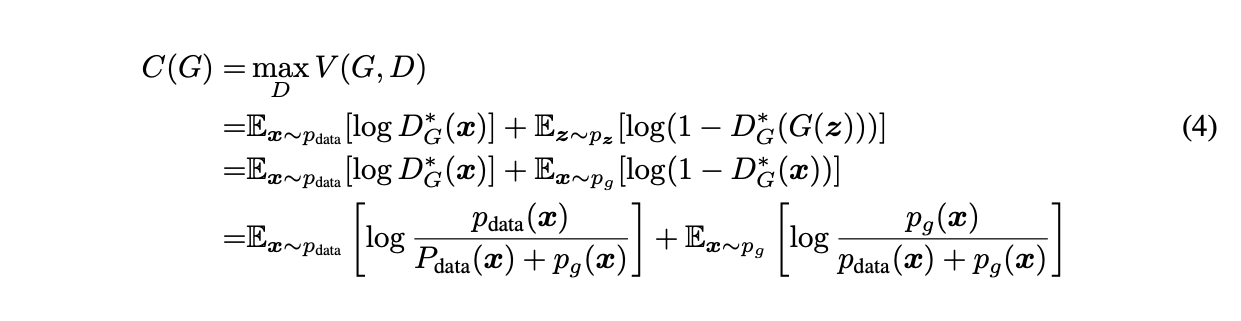 C(G) = max_D V(G, D)
=𝔼_{x∼p_data}[log D*_G(x)] + 𝔼_{z∼p_z}[log(1 − D*_G(G(z)))] (4)
=𝔼_{x∼p_data}[log D*_G(x)] + 𝔼_{x∼p_g}[log(1 − D*_G(x))]
=𝔼_{x∼p_data}[log p_data(x) / (P_data(x) + p_g(x))] + 𝔼_{x∼p_g}[log p_g(x) / (p_data(x) + p_g(x))]